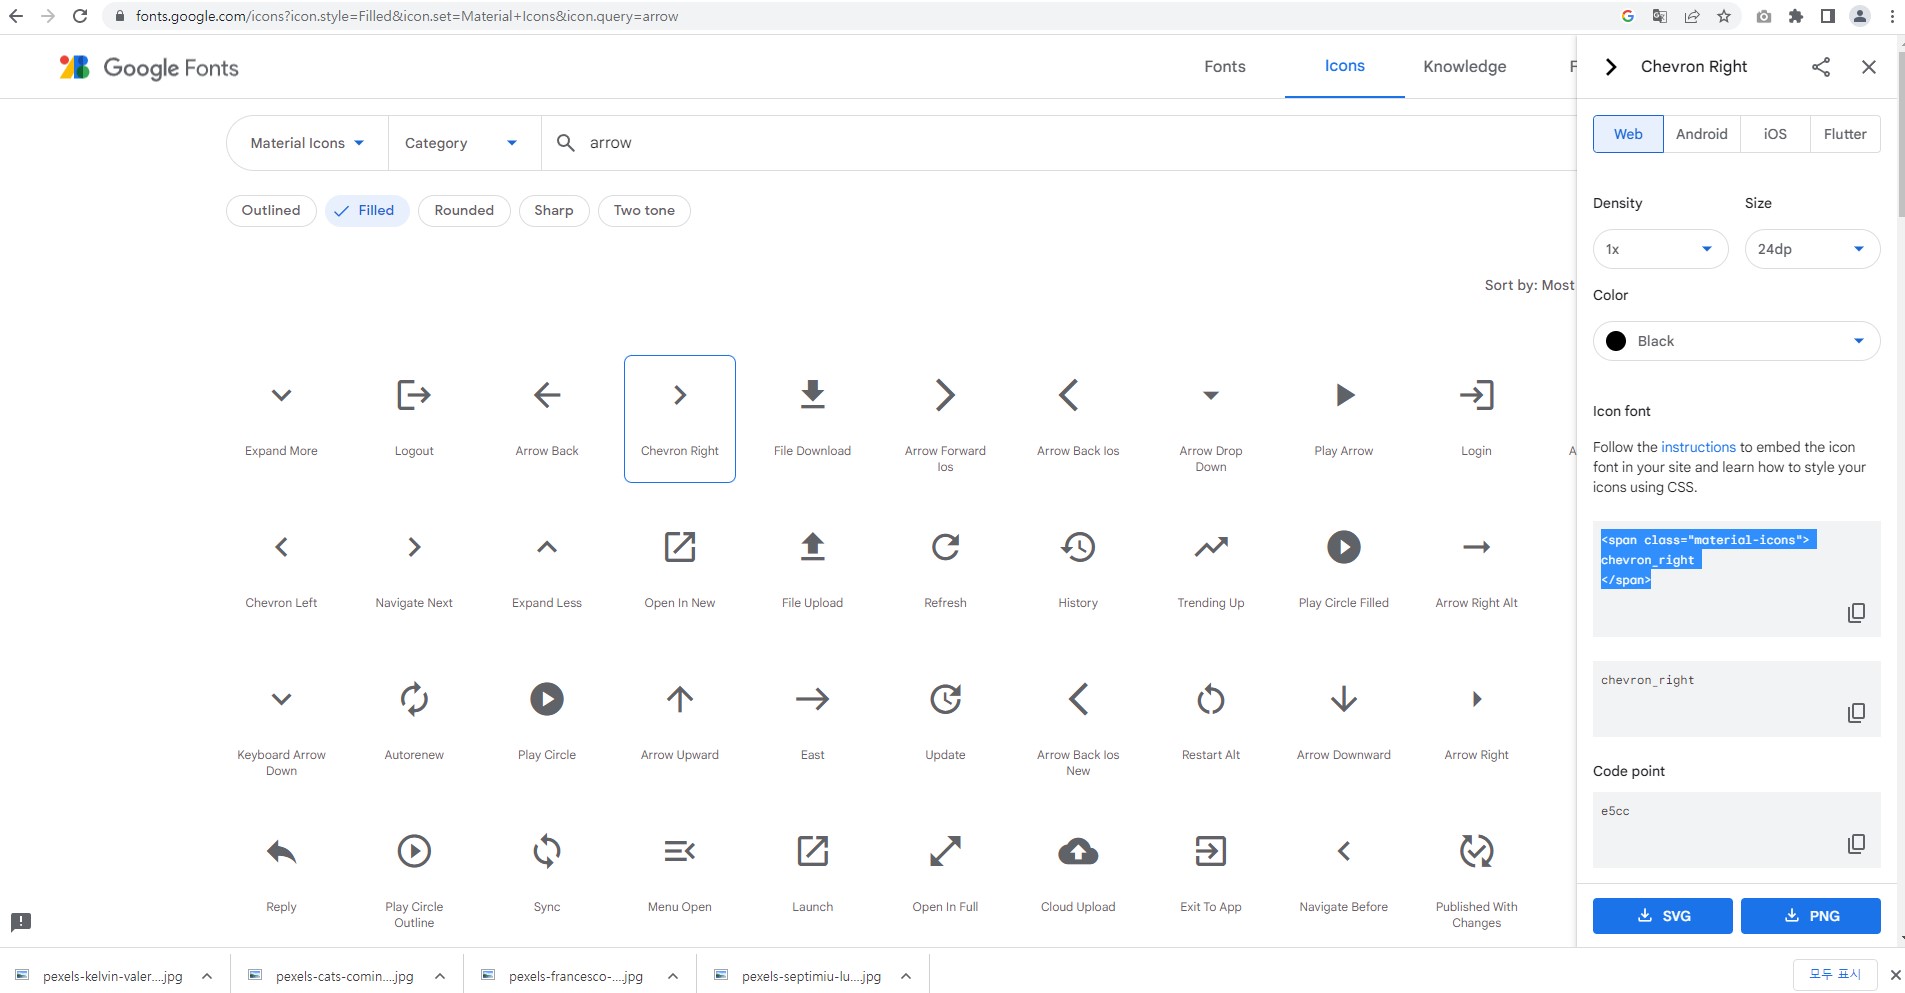 fonts.google.com/icons?icon.style=Filled&icon.set=Material+Icons&icon.query=arrow
Google Fonts
Fonts
Icons
Knowledge
F
Chevron Right
Material Icons
Category
arrow
Web
Android
iOS
Flutter
Outlined
Filled
Rounded
Sharp
Two tone
Density
Size
1x
24dp
Sort by: Most
Color
Black
Expand More
Logout
Arrow Back
Chevron Right
File Download
Arrow Forward
Ios
Arrow Back Ios
Arrow Drop
Down
Play Arrow
Login
A
Icon font
Follow the instructions to embed the icon
font in your site and learn how to style your
icons using CSS.
<span class="material-icons">
chevron_right
</span>
Chevron Left
Navigate Next
Expand Less
Open In New
File Upload
Refresh
History
Trending Up
Play Circle Filled
Arrow Right Alt
chevron_right
Keyboard Arrow
Down
Autorenew
Play Circle
Arrow Upward
East
Update
Arrow Back Ios
New
Restart Alt
Arrow Downward
Arrow Right
Code point
e5cc
Reply
Play Circle
Outline
Sync
Menu Open
Launch
Open In Full
Cloud Upload
Exit To App
Navigate Before
Published With
Changes
SVG
PNG
pexels-kelvin-valer....jpg
pexels-cats-comin....jpg
pexels-francesco-....jpg
pexels-septimiu-lu....jpg
모두 표시